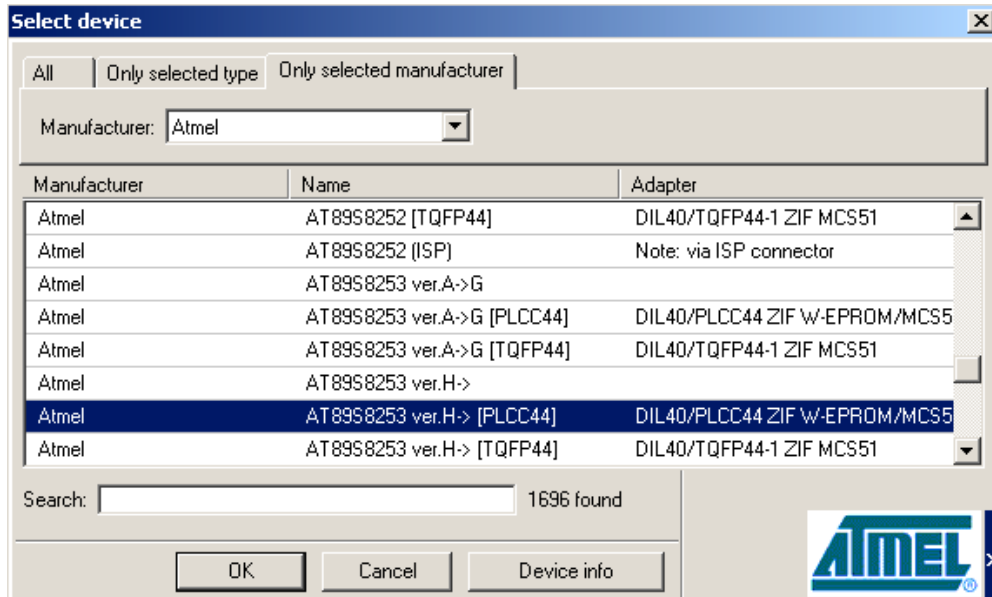 Select device
All Only selected type Only selected manufacturer
Manufacturer: Atmel
Manufacturer Name Adapter
Atmel AT89S8252 [TQFP44] DIL40/TQFP44-1 ZIF MCS51
Atmel AT89S8252 (ISP) Note: via ISP connector
Atmel AT89S8253 ver.A->G
Atmel AT89S8253 ver.A->G [PLCC44] DIL40/PLCC44 ZIF W-EPROM/MCS5
Atmel AT89S8253 ver.A->G [TQFP44] DIL40/TQFP44-1 ZIF MCS51
Atmel AT89S8253 ver.H->
Atmel AT89S8253 ver.H-> [PLCC44] DIL40/PLCC44 ZIF W-EPROM/MCS5
Atmel AT89S8253 ver.H-> [TQFP44] DIL40/TQFP44-1 ZIF MCS51
Search: 1696 found
ATMEL®
OK Cancel Device info